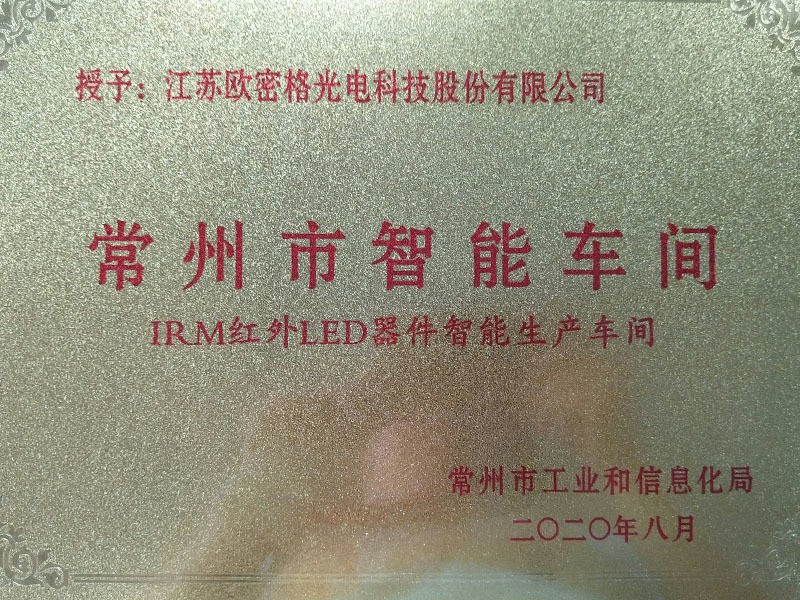 授予：江苏欧密格光电科技股份有限公司
常州市智能车间
IRM红外LED器件智能生产车间
常州市工业和信息化局
二〇二〇年八月